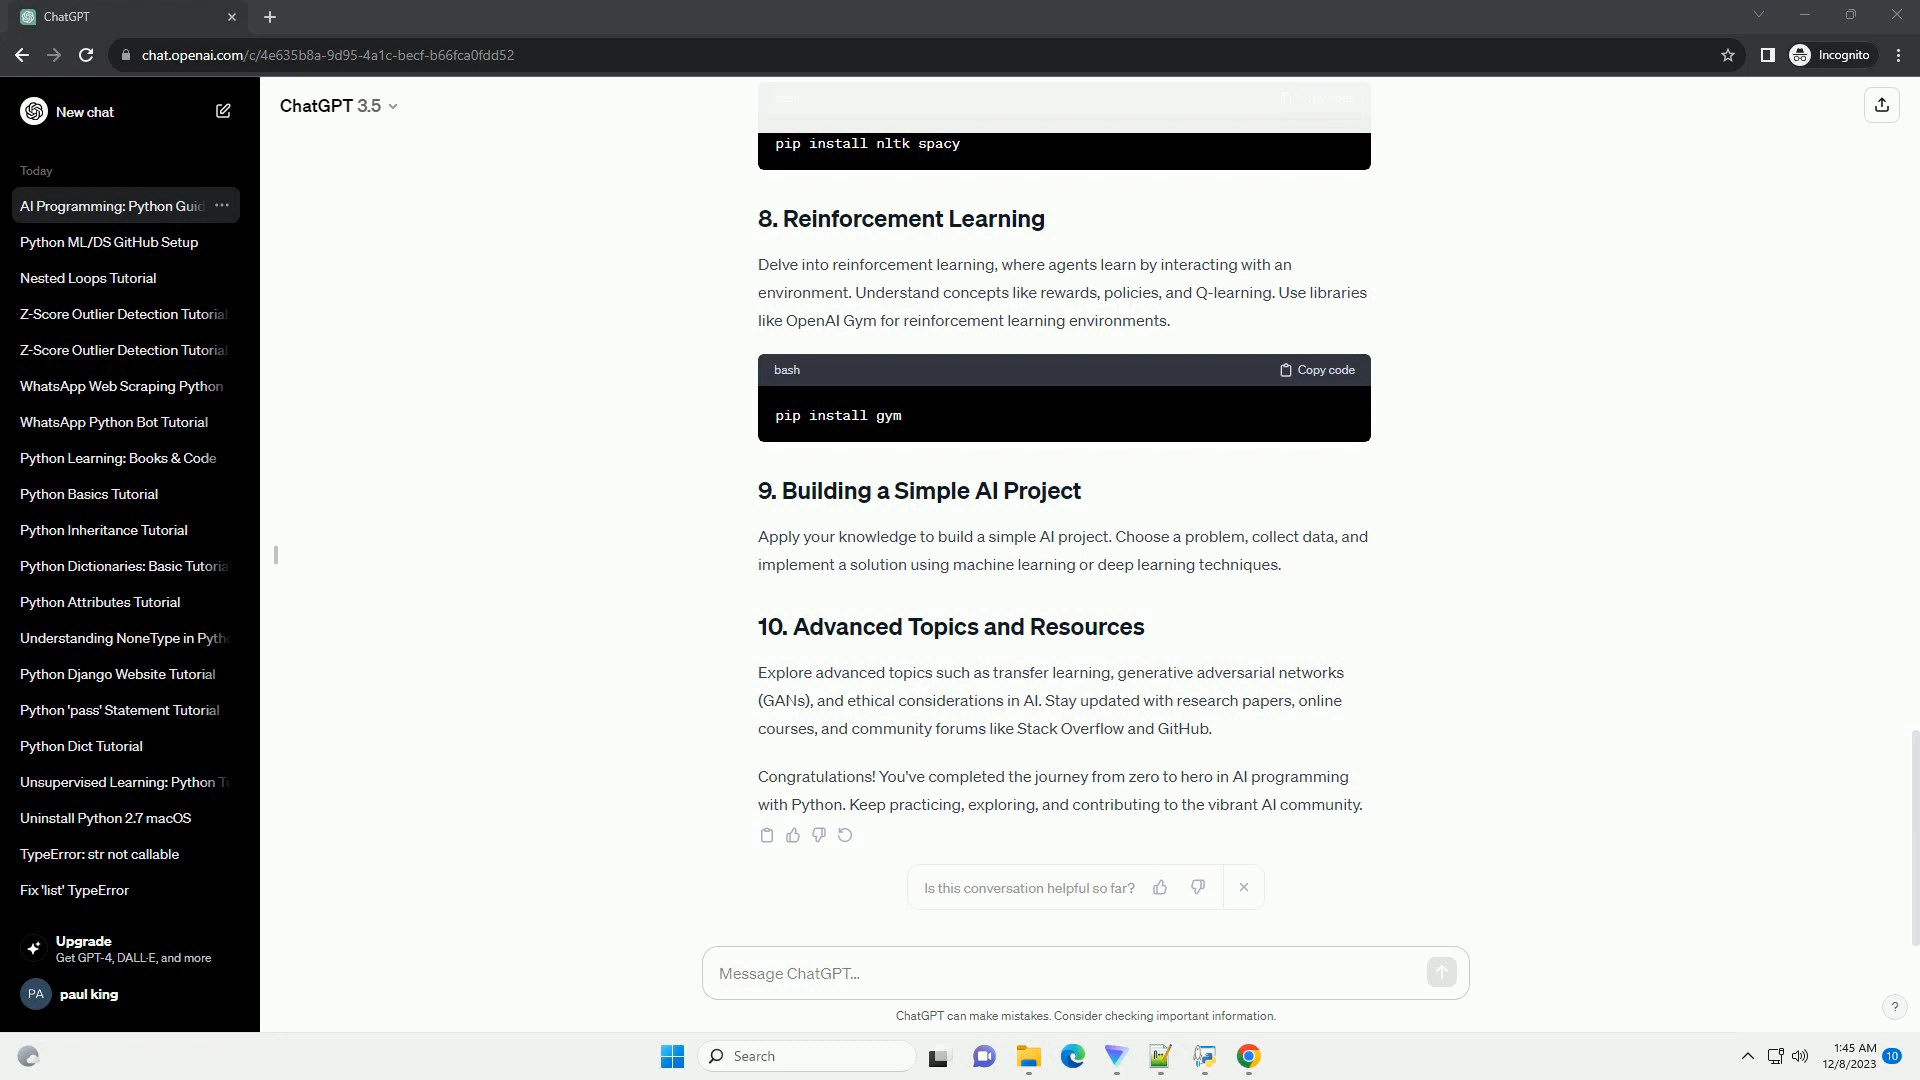 ChatGPT
chat.openai.com/c/4e635b8a-9d95-4a1c-becf-b66fca0fdd52
Incognito
New chat
Today
AI Programming: Python Guid
Python ML/DS GitHub Setup
Nested Loops Tutorial
Z-Score Outlier Detection Tutorial
Z-Score Outlier Detection Tutorial
WhatsApp Web Scraping Python
WhatsApp Python Bot Tutorial
Python Learning: Books & Code
Python Basics Tutorial
Python Inheritance Tutorial
Python Dictionaries: Basic Tutoria
Python Attributes Tutorial
Understanding NoneType in Pytho
Python Django Website Tutorial
Python 'pass' Statement Tutorial
Python Dict Tutorial
Unsupervised Learning: Python Tu
Uninstall Python 2.7 macOS
TypeError: str not callable
Fix 'list' TypeError
Upgrade
Get GPT-4, DALL·E, and more
PA
paul king
ChatGPT 3.5
bash
Copy code
pip install nltk spacy
8. Reinforcement Learning
Delve into reinforcement learning, where agents learn by interacting with an
environment. Understand concepts like rewards, policies, and Q-learning. Use libraries
like OpenAI Gym for reinforcement learning environments.
bash
Copy code
pip install gym
9. Building a Simple AI Project
Apply your knowledge to build a simple AI project. Choose a problem, collect data, and
implement a solution using machine learning or deep learning techniques.
10. Advanced Topics and Resources
Explore advanced topics such as transfer learning, generative adversarial networks
(GANs), and ethical considerations in AI. Stay updated with research papers, online
courses, and community forums like Stack Overflow and GitHub.
Congratulations! You've completed the journey from zero to hero in AI programming
with Python. Keep practicing, exploring, and contributing to the vibrant AI community.
Is this conversation helpful so far?
Message ChatGPT...
ChatGPT can make mistakes. Consider checking important information.
?
Search
1:45 AM
12/8/2023
10